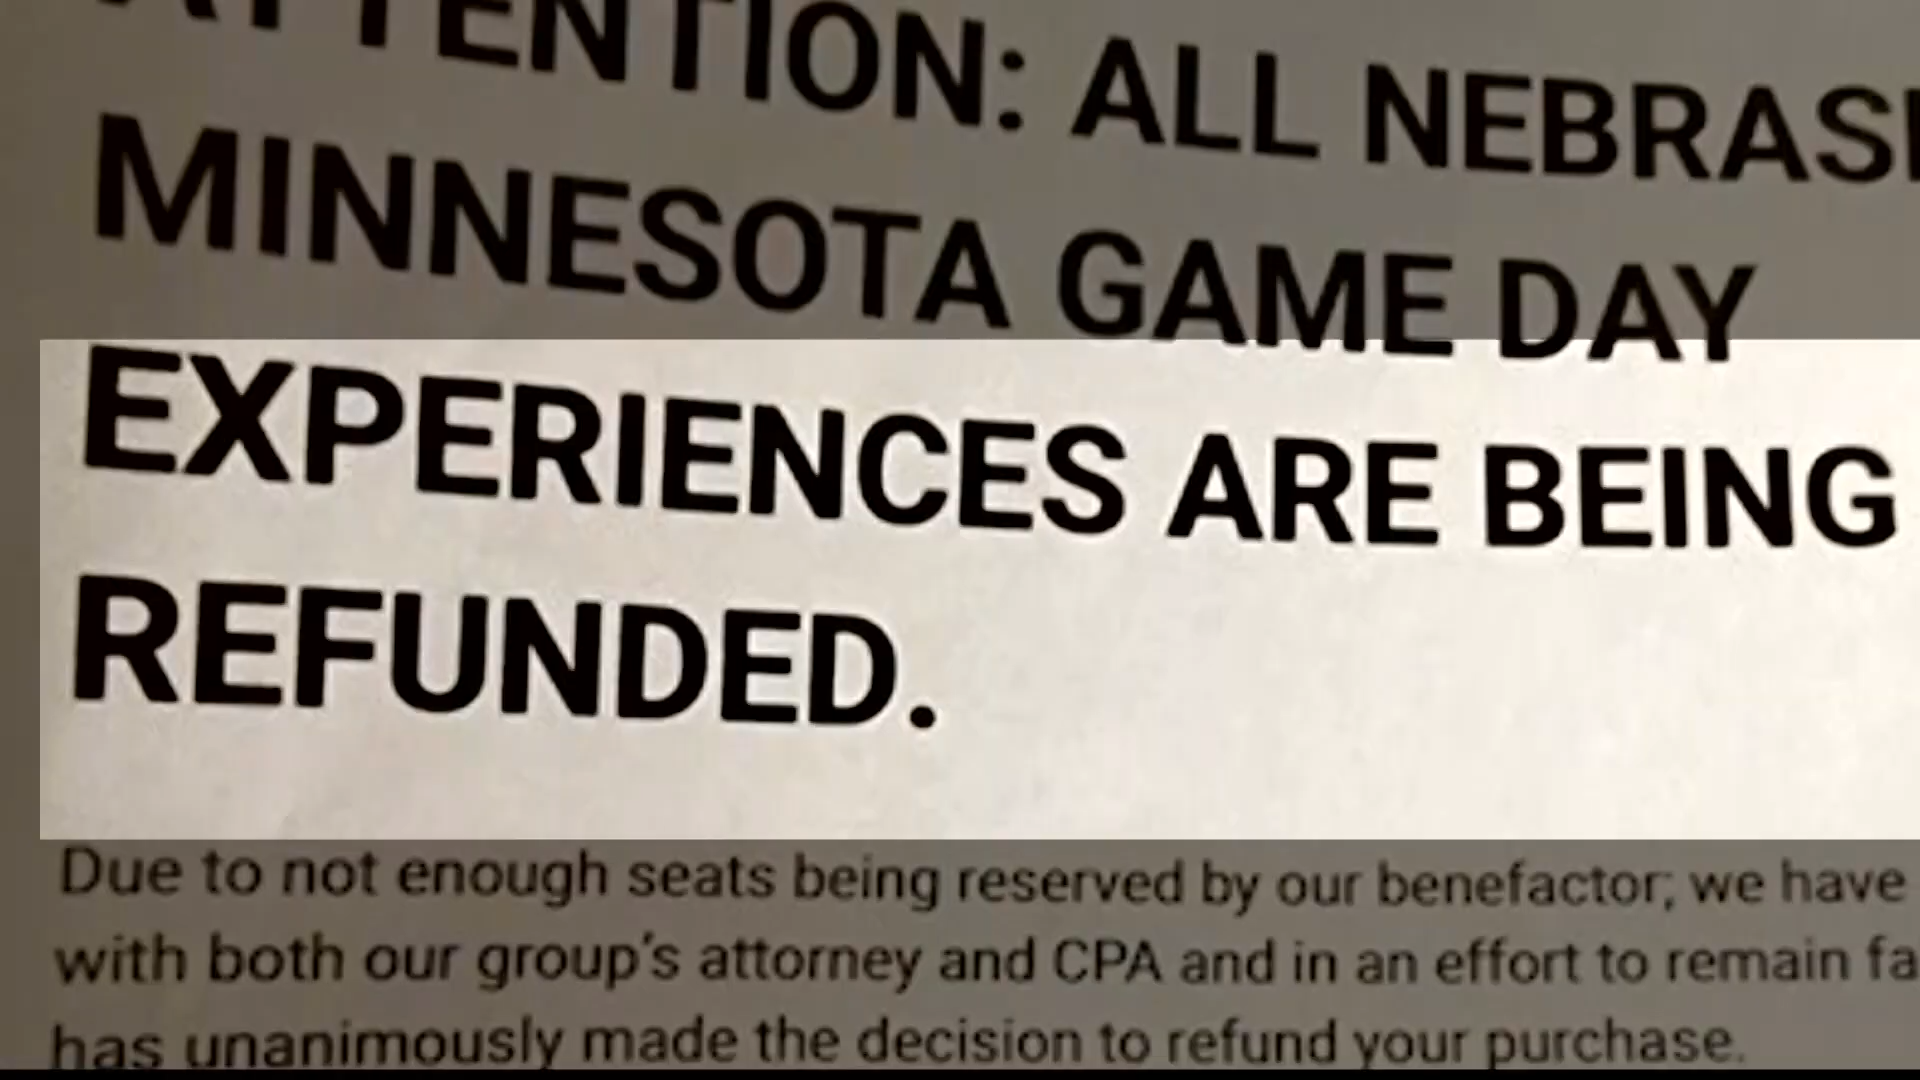 ATTENTION: ALL
MINNESOTA GAME DAY
EXPERIENCES ARE BEING
REFUNDED.
Due to not enough seats being reserved by our benefactor, we have
with both our group's attorney and CPA and in an effort to remain
has unanimously made the decision to refund your purchase.